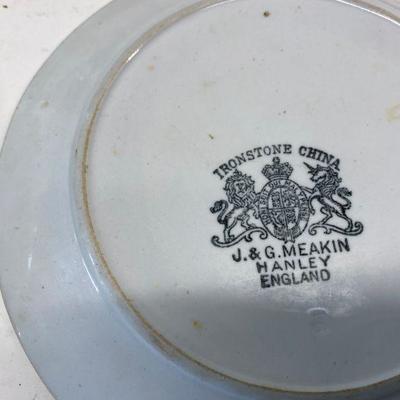 IRONSTONE CHINA
J. & G. MEAKIN
HANLEY
ENGLAND